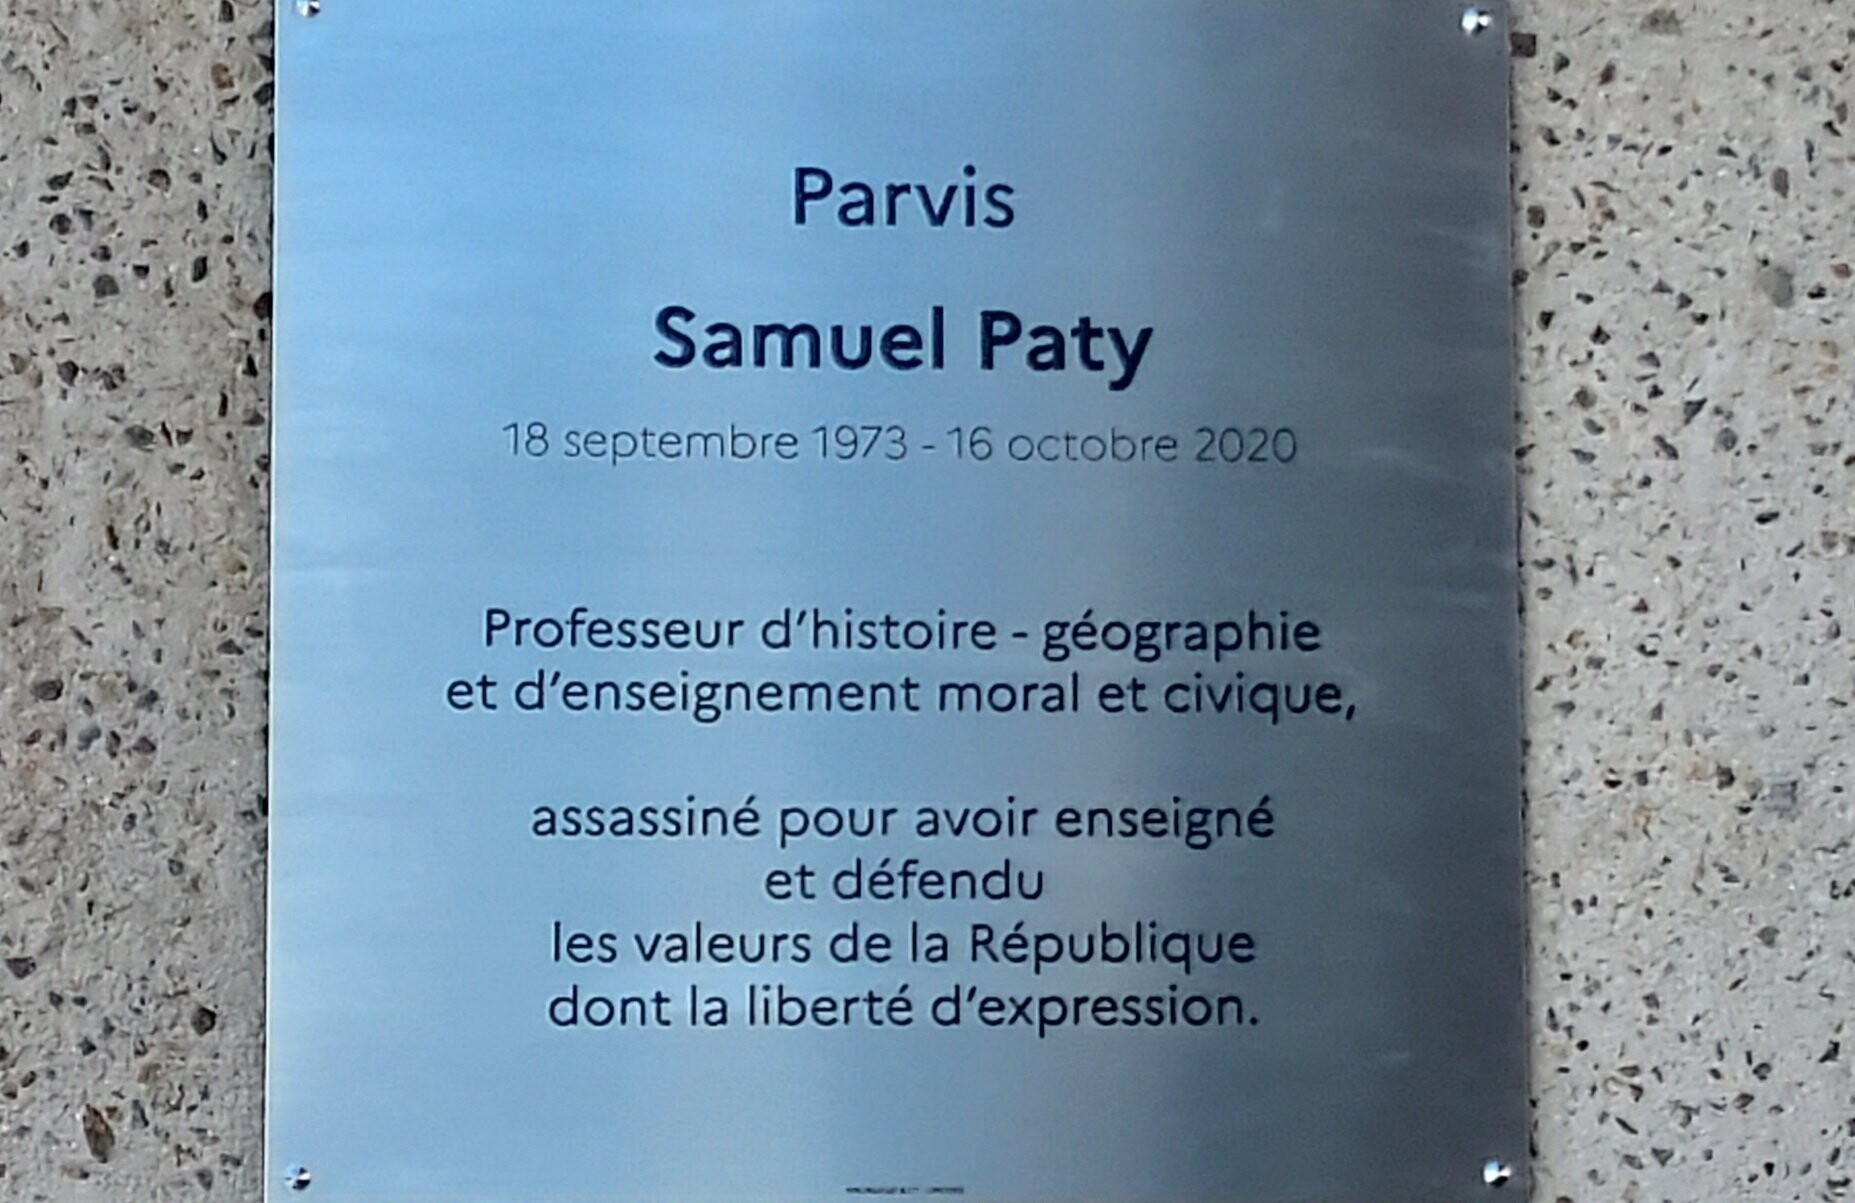 Parvis
Samuel Paty
18 septembre 1973 - 16 octobre 2020
Professeur d'histoire - géographie
et d'enseignement moral et civique,
assassiné pour avoir enseigné
et défendu
les valeurs de la République
dont la liberté d'expression.